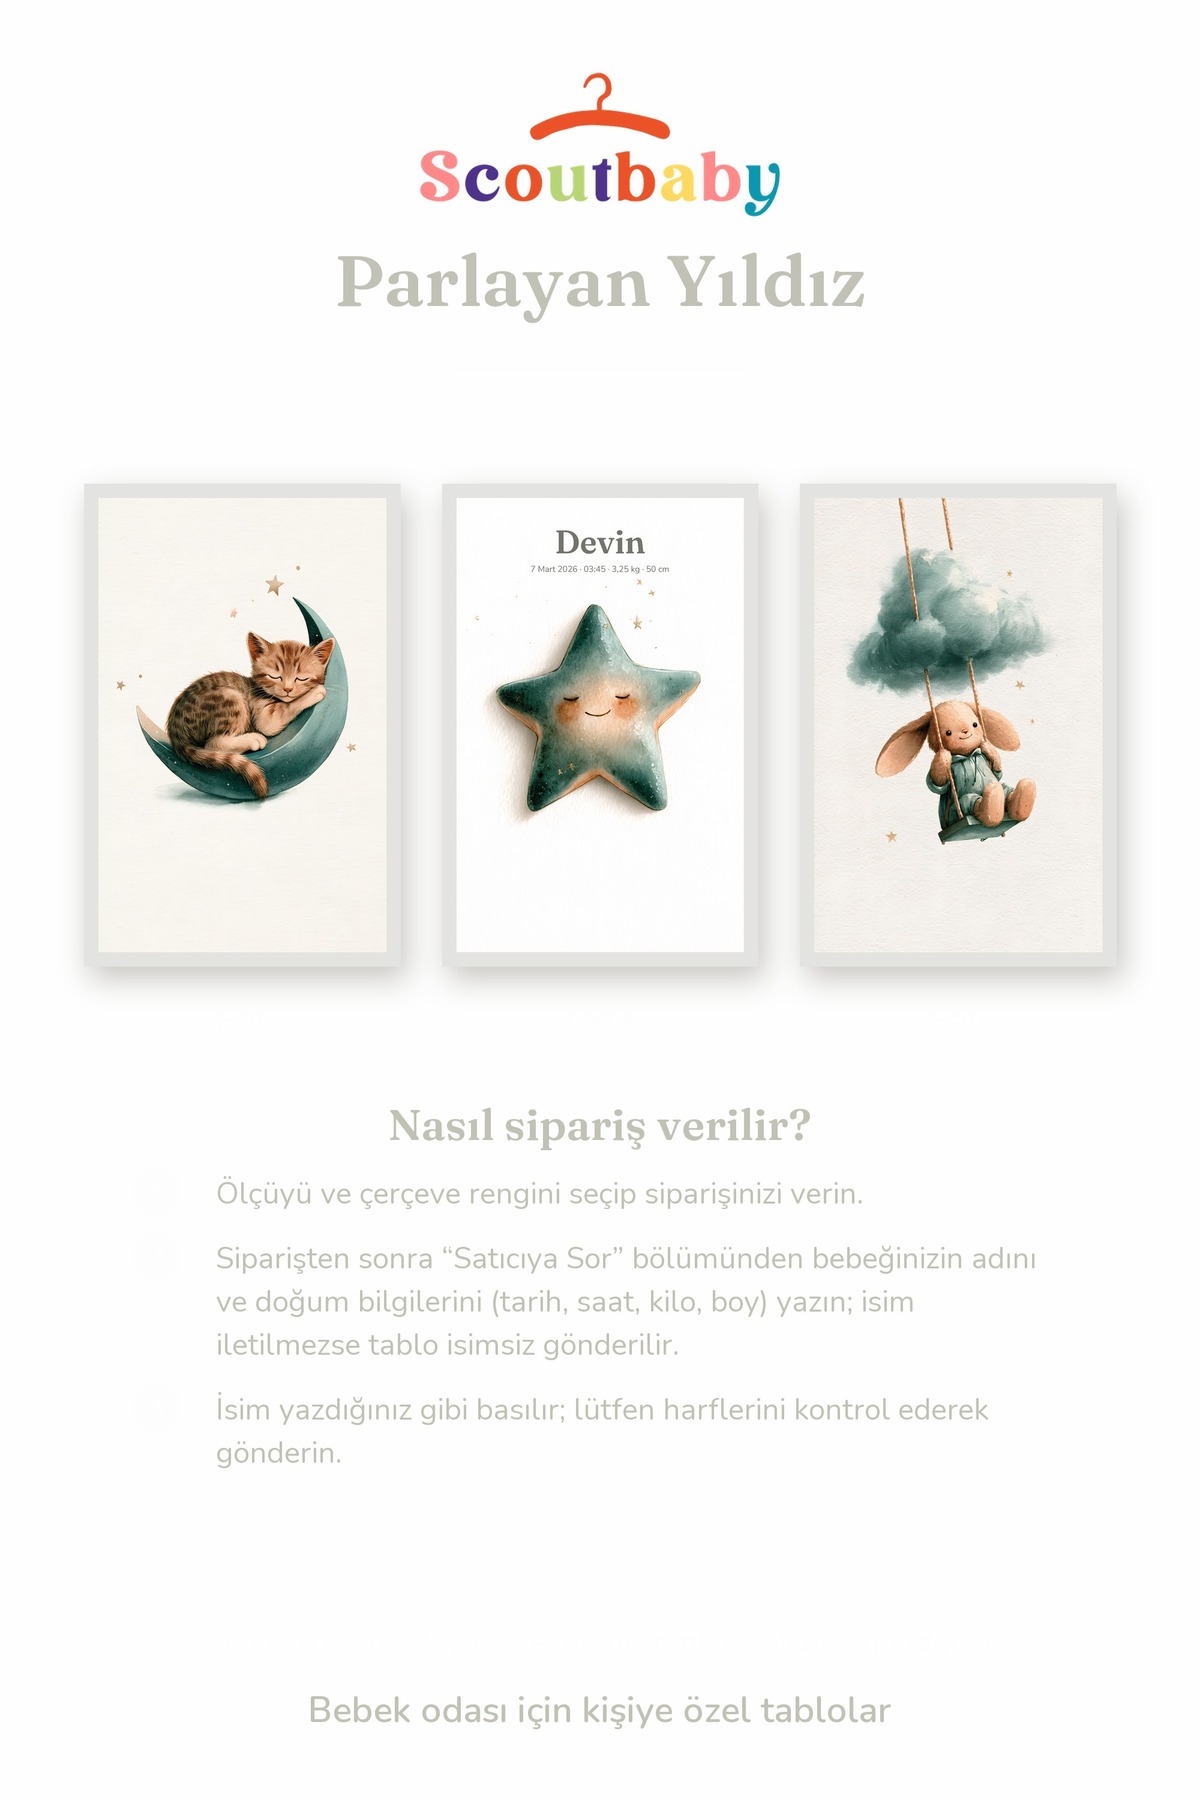 Scoutbaby
Parlayan Yıldız
Devin
7 Mart 2026 · 03:45 · 3,25 kg · 50 cm
Nasıl sipariş verilir?
Ölçüyü ve çerçeve rengini seçip siparişinizi verin.
Siparişten sonra “Satıcıya Sor” bölümünden bebeğinizin adını
ve doğum bilgilerini (tarih, saat, kilo, boy) yazın; isim
iletilmezse tablo isimsiz gönderilir.
İsim yazdığınız gibi basılır; lütfen harflerini kontrol ederek
gönderin.
Bebek odası için kişiye özel tablolar